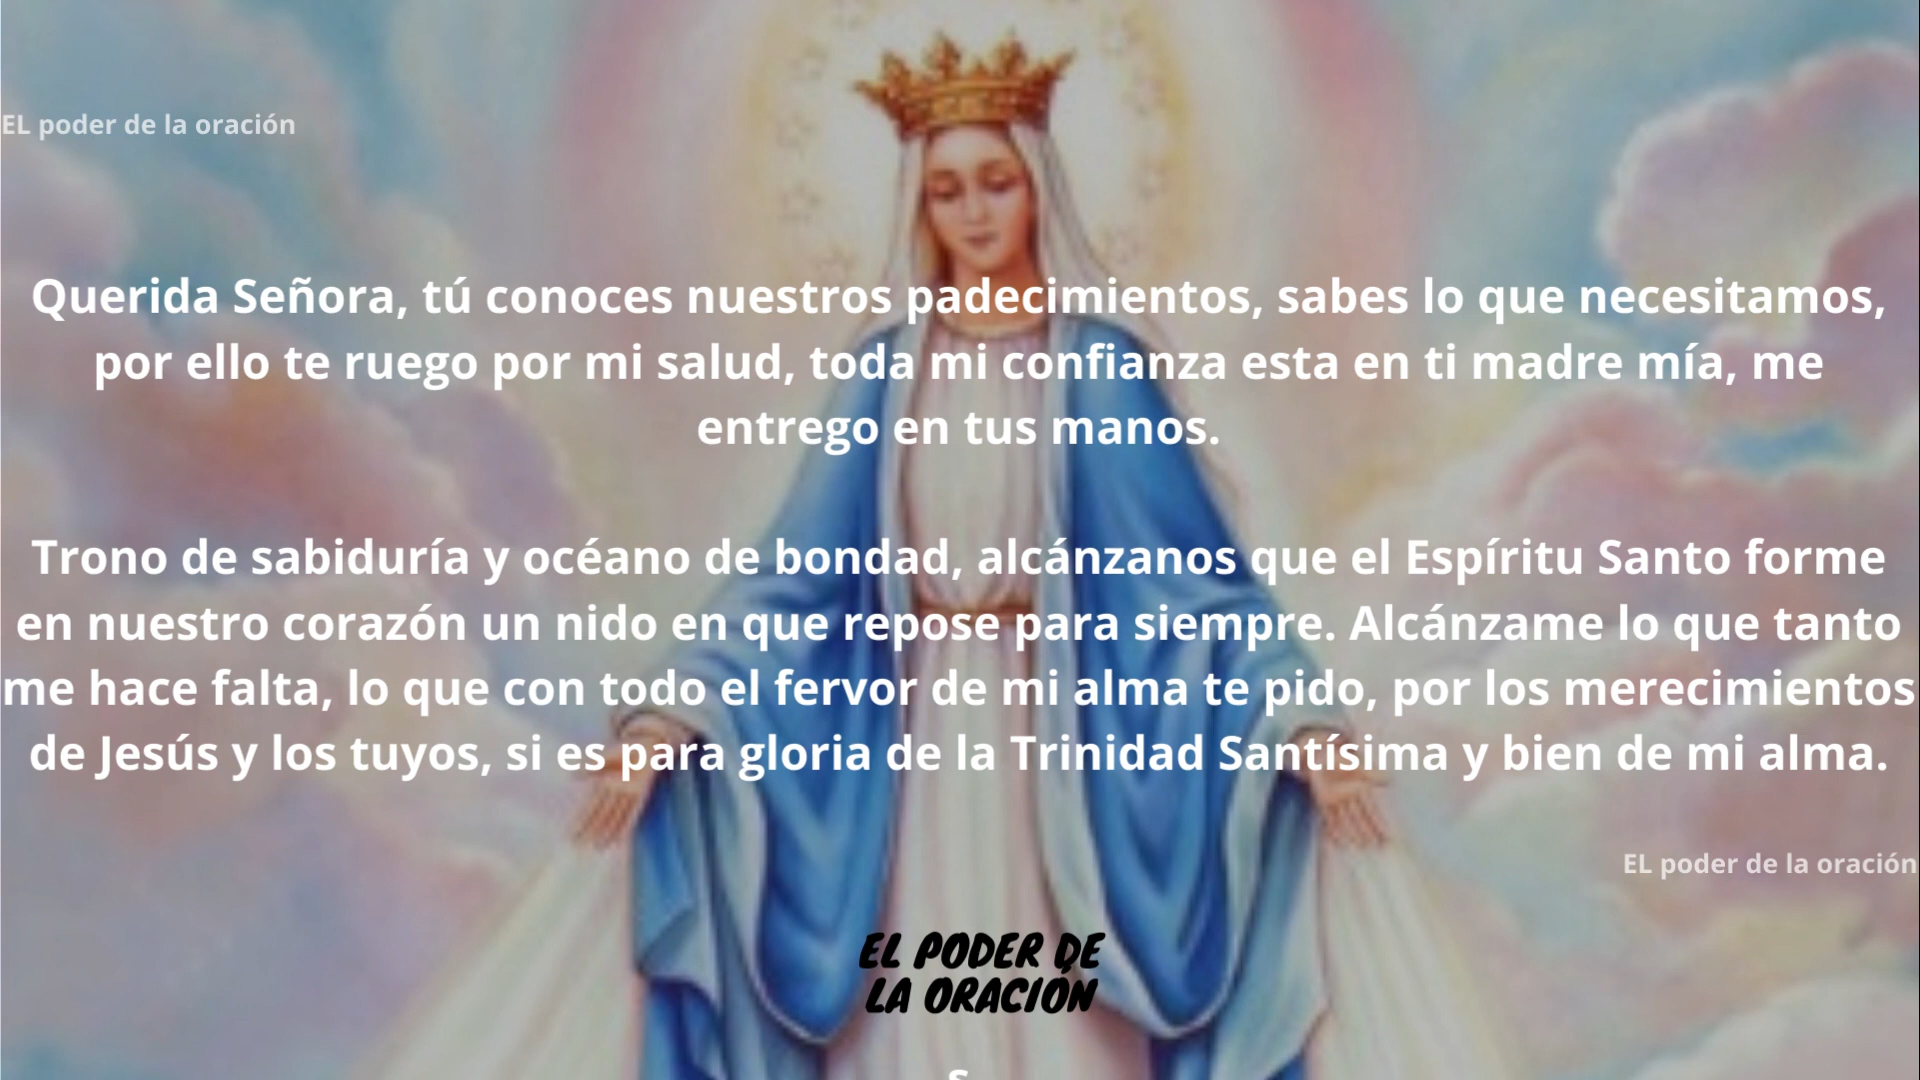 EL poder de la oración
Querida Señora, tú conoces nuestros padecimientos, sabes lo que necesitamos,
por ello te ruego por mi salud, toda mi confianza esta en ti madre mía, me
entrego en tus manos.
Trono de sabiduría y océano de bondad, alcánzanos que el Espíritu Santo forme
en nuestro corazón un nido en que repose para siempre. Alcánzame lo que tanto
me hace falta, lo que con todo el fervor de mi alma te pido, por los merecimientos
de Jesús y los tuyos, si es para gloria de la Trinidad Santísima y bien de mi alma.
EL poder de la oración
EL PODER DE
LA ORACIÓN